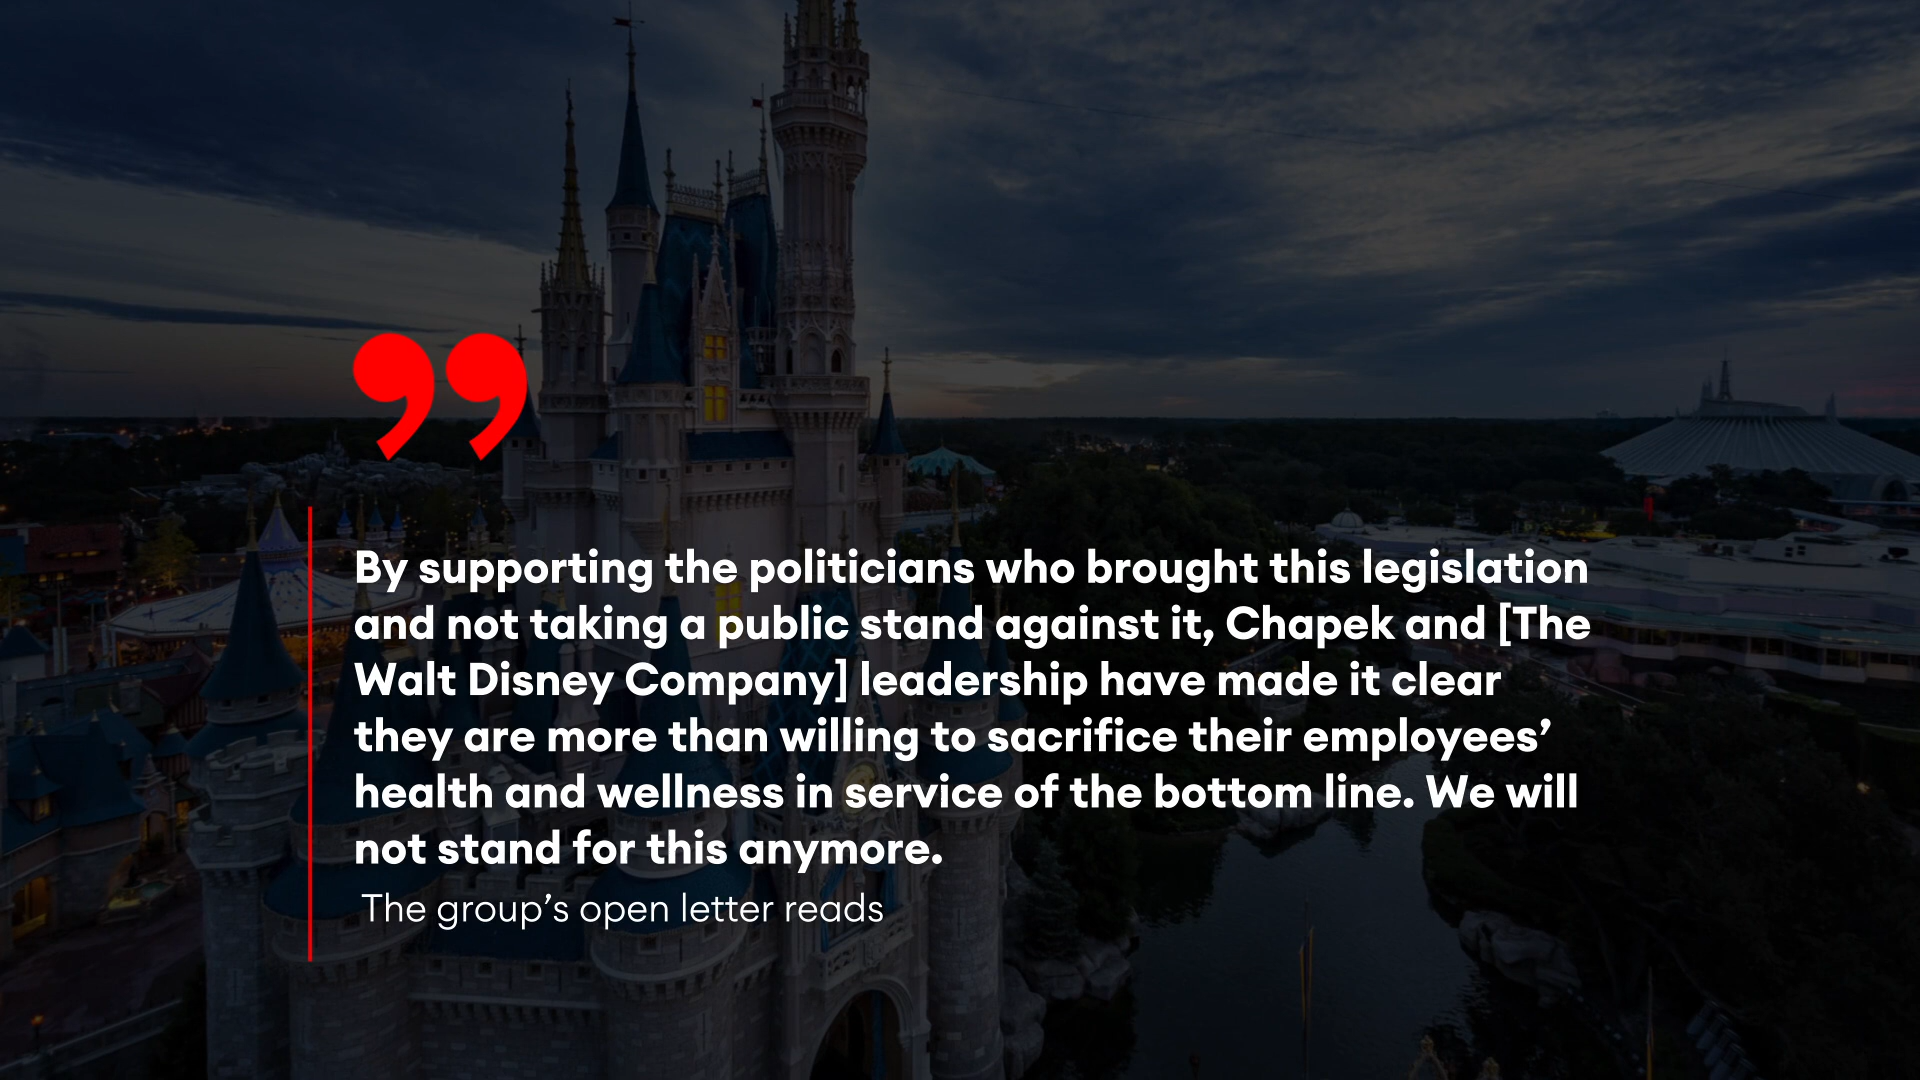 By supporting the politicians who brought this legislation
and not taking a public stand against it, Chapek and [The
Walt Disney Company] leadership have made it clear
they are more than willing to sacrifice their employees’
health and wellness in service of the bottom line. We will
not stand for this anymore.
The group’s open letter reads